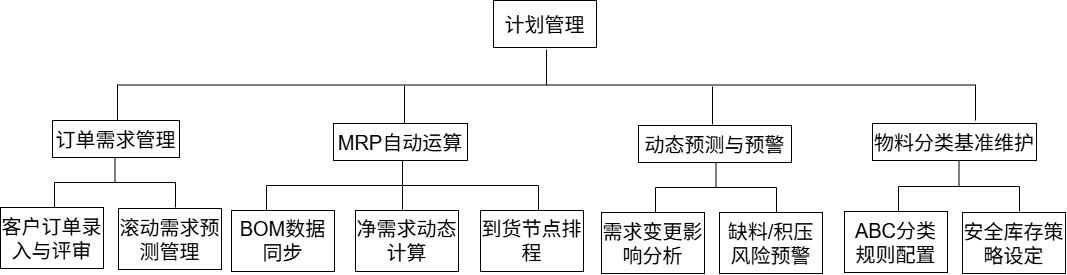 计划管理
订单需求管理
MRP自动运算
动态预测与预警
物料分类基准维护
客户订单录
入与评审
滚动需求预
测管理
BOM数据
同步
净需求动态
计算
到货节点排
程
需求变更影
响分析
缺料/积压
风险预警
ABC分类
规则配置
安全库存策
略设定